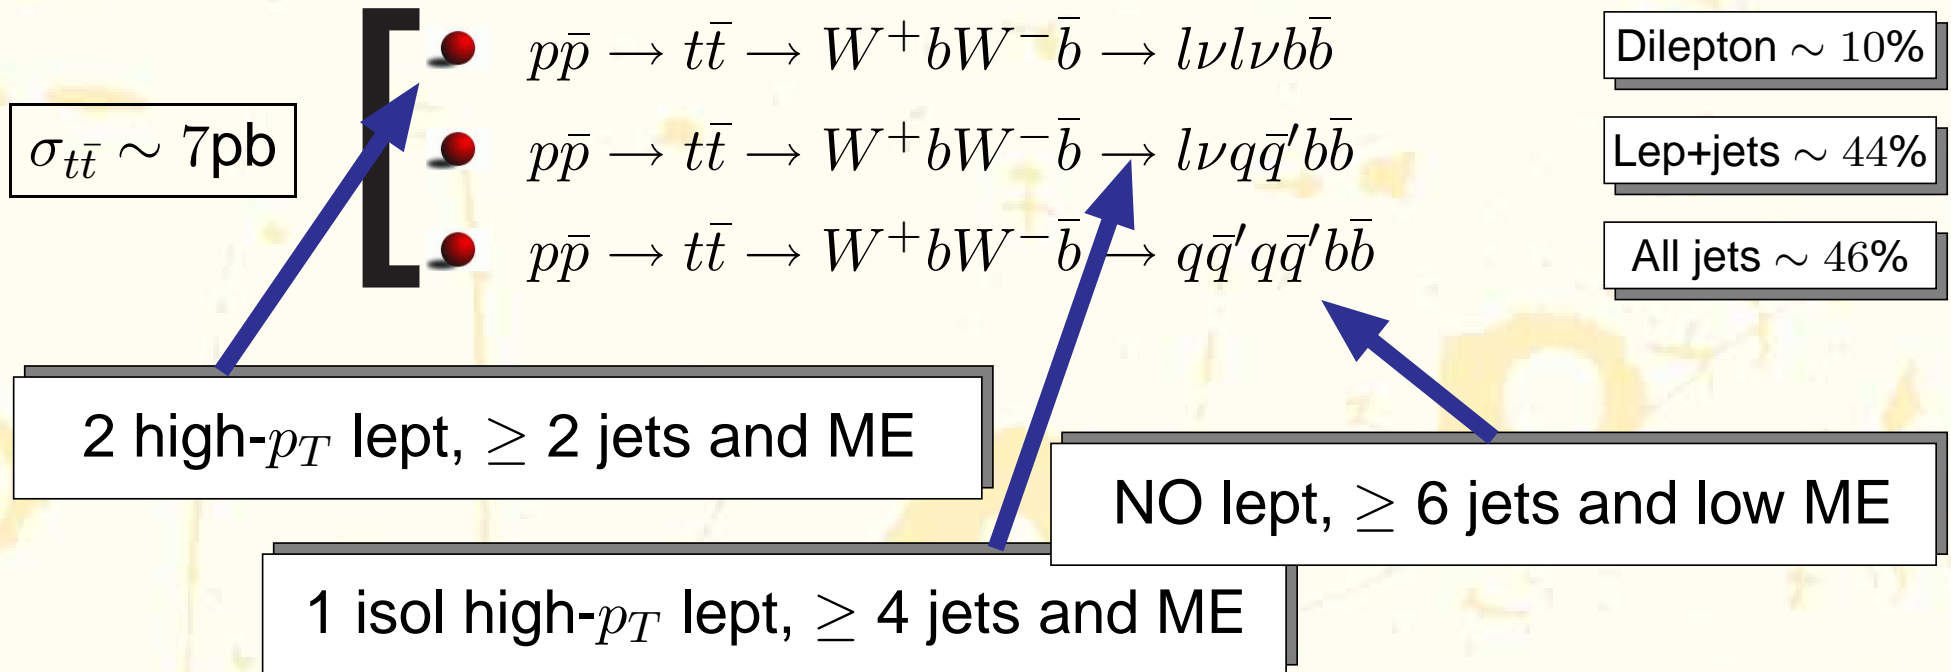 pp̄ → tt̄ → W⁺bW⁻b̄ → lνlνbb̄
Dilepton ∼ 10%
σ_{tt̄} ∼ 7pb
pp̄ → tt̄ → W⁺bW⁻b̄ → lνqq̄′bb̄
Lep+jets ∼ 44%
pp̄ → tt̄ → W⁺bW⁻b̄ → qq̄′qq̄′bb̄
All jets ∼ 46%
2 high-p_T lept, ≥ 2 jets and ME
NO lept, ≥ 6 jets and low ME
1 isol high-p_T lept, ≥ 4 jets and ME